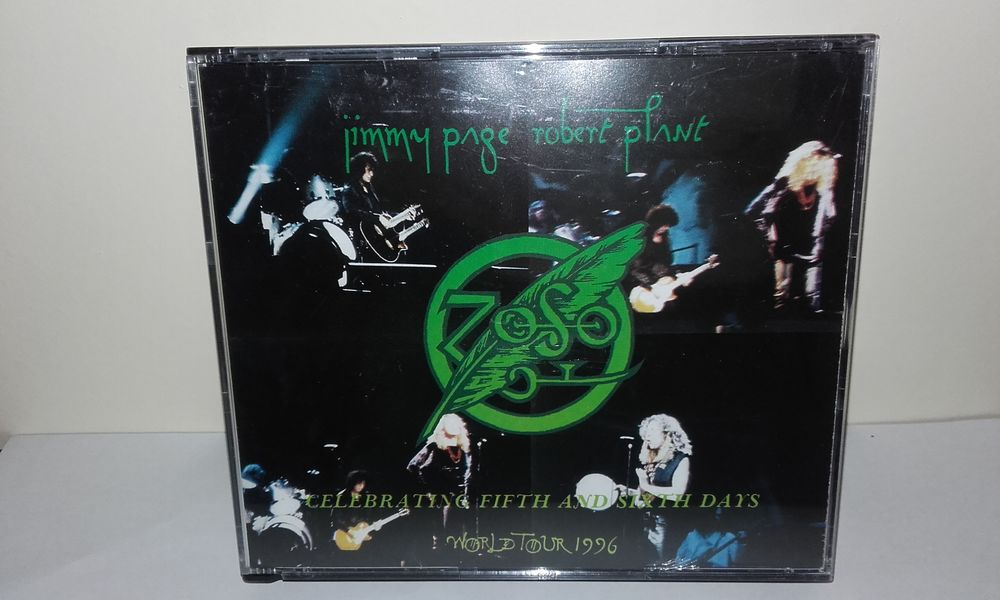 jimmy page robert plant
ZOSO
CELEBRATING FIFTH AND SIXTH DAYS
WORLD TOUR 1996